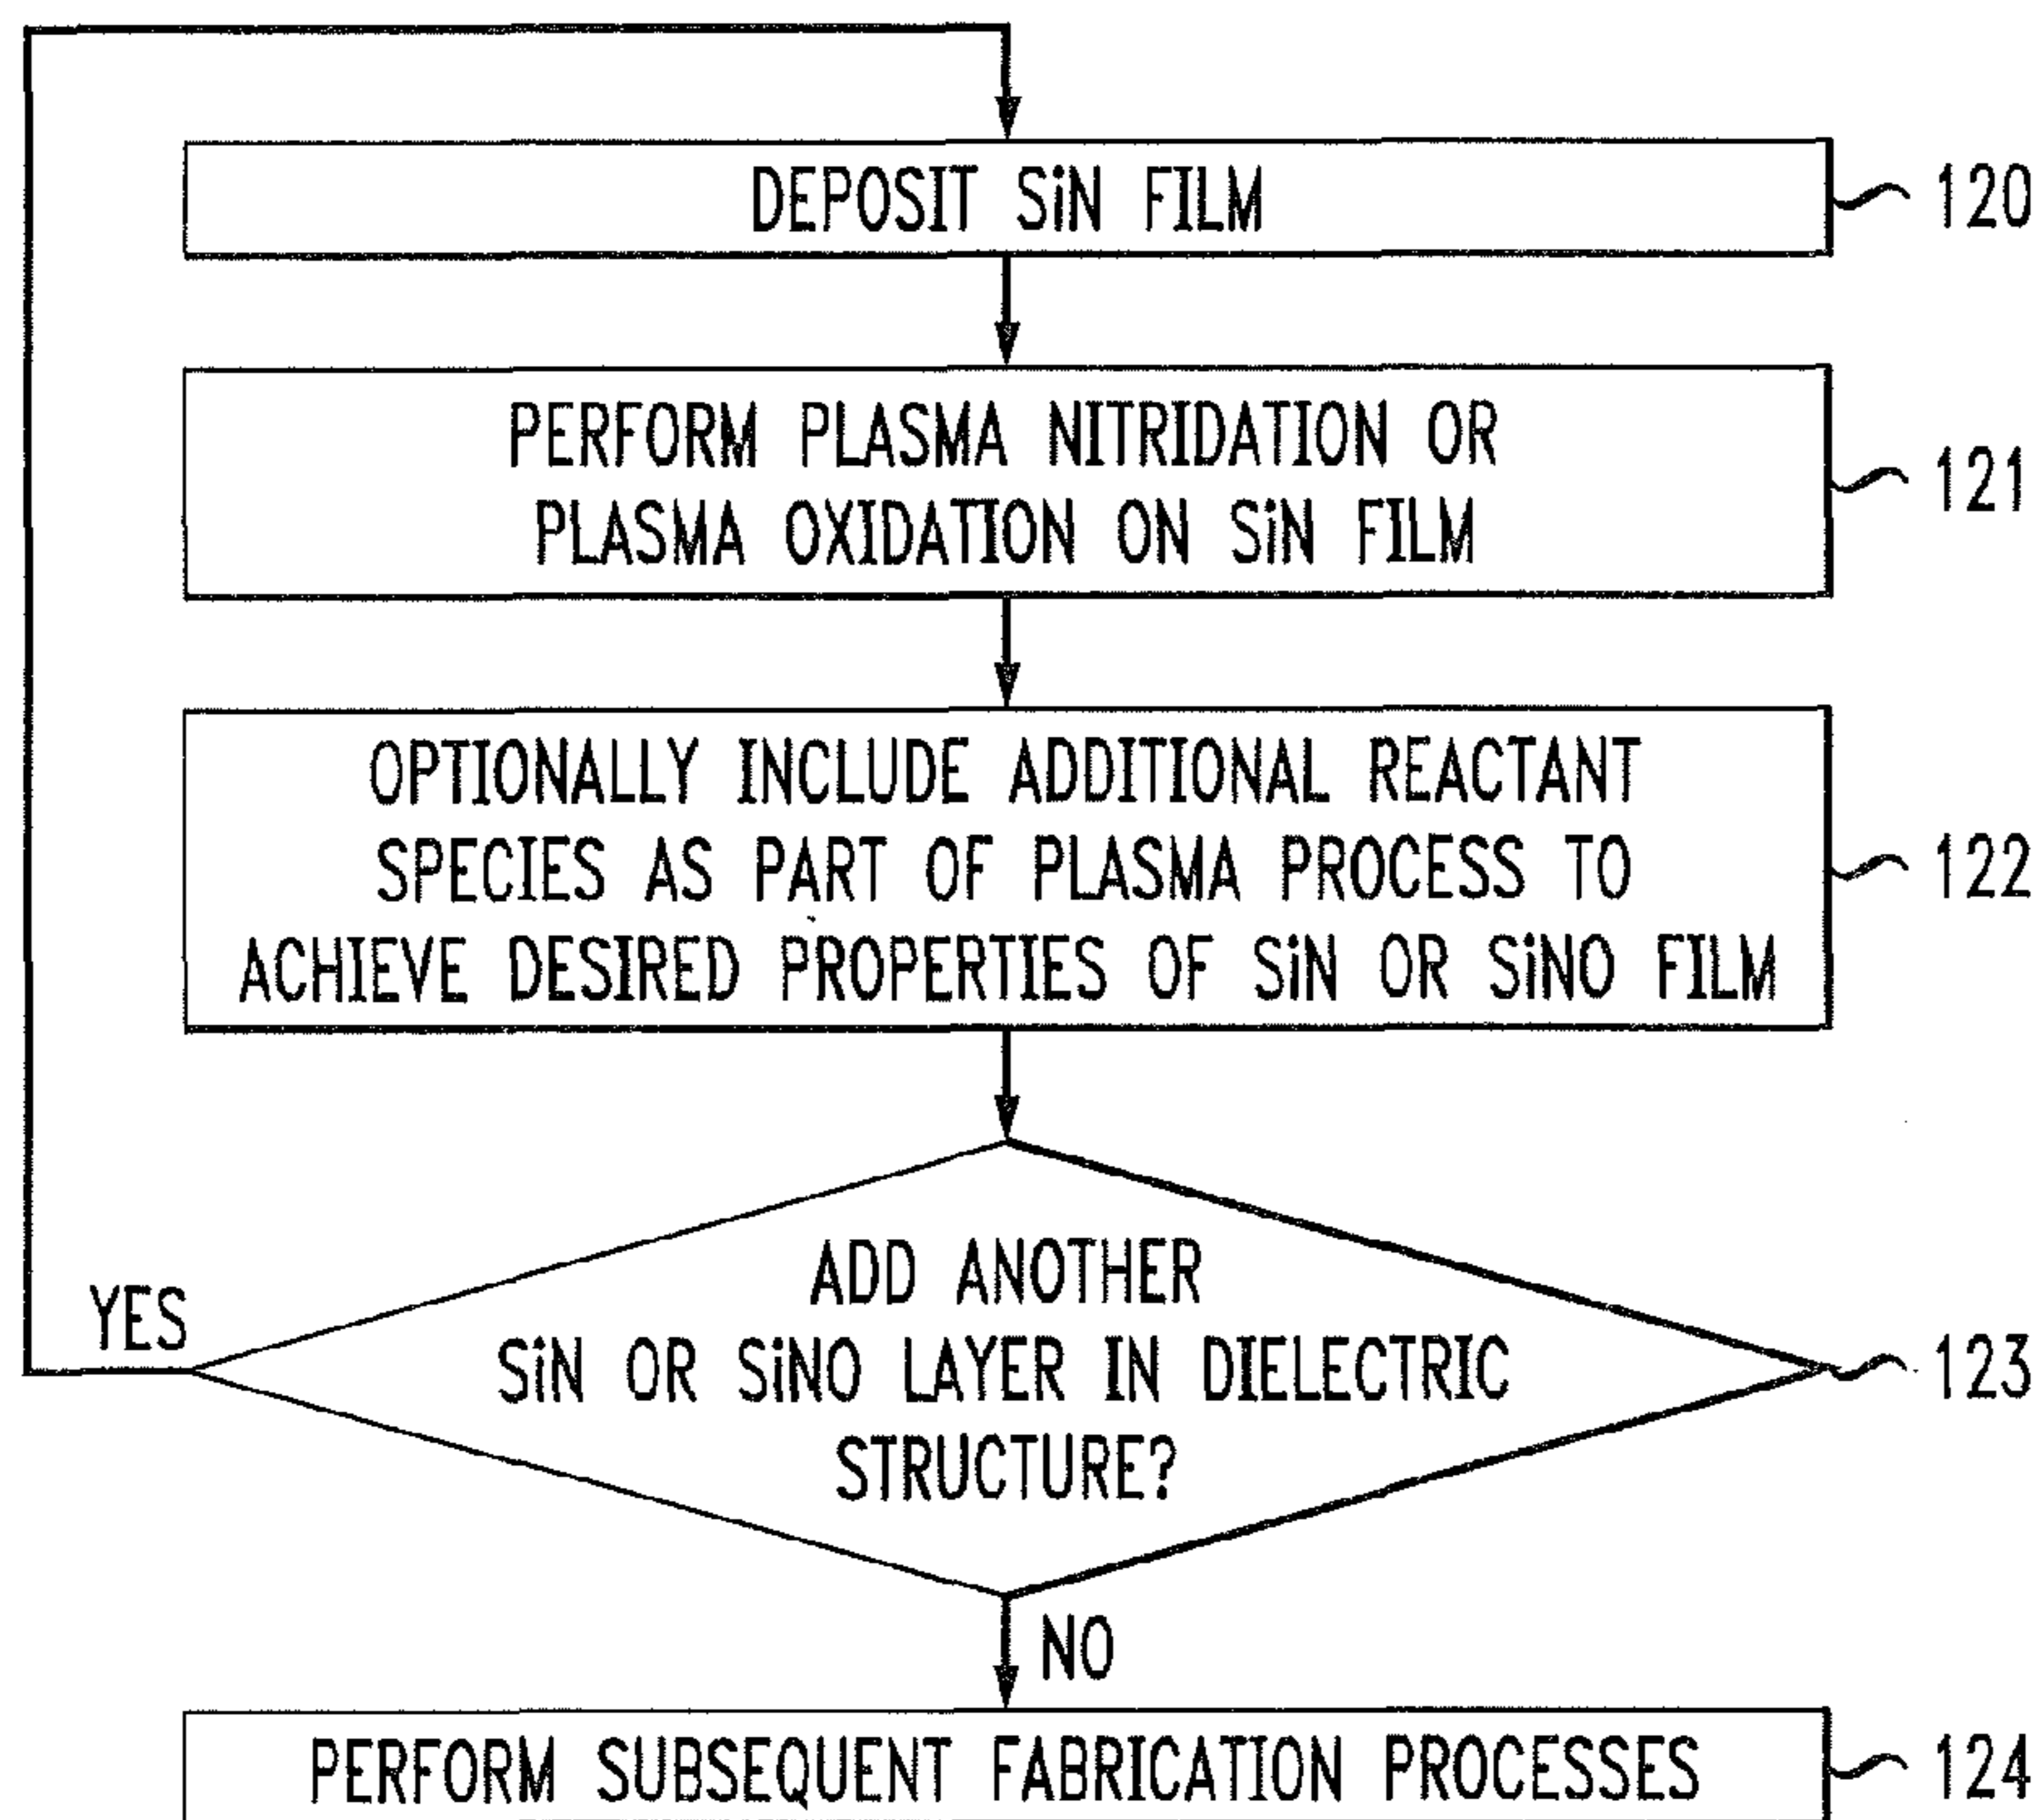 DEPOSIT SiN FILM
120
PERFORM PLASMA NITRIDATION OR
PLASMA OXIDATION ON SiN FILM
121
OPTIONALLY INCLUDE ADDITIONAL REACTANT
SPECIES AS PART OF PLASMA PROCESS TO
ACHIEVE DESIRED PROPERTIES OF SiN OR SiNO FILM
122
ADD ANOTHER
SiN OR SiNO LAYER IN DIELECTRIC
STRUCTURE?
123
YES
NO
PERFORM SUBSEQUENT FABRICATION PROCESSES
124